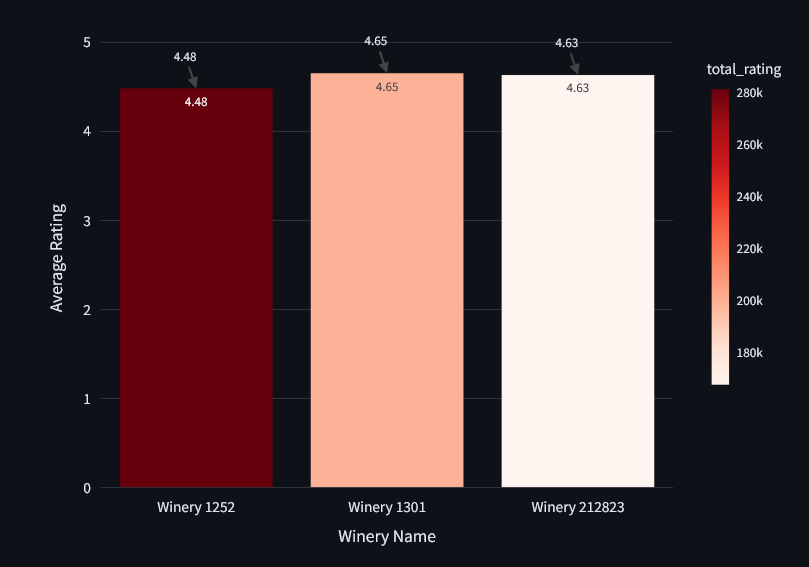 4.48
4.65
4.63
4.48
4.65
4.63
5
4
3
2
1
0
Average Rating
Winery 1252
Winery 1301
Winery 212823
Winery Name
total_rating
280k
260k
240k
220k
200k
180k